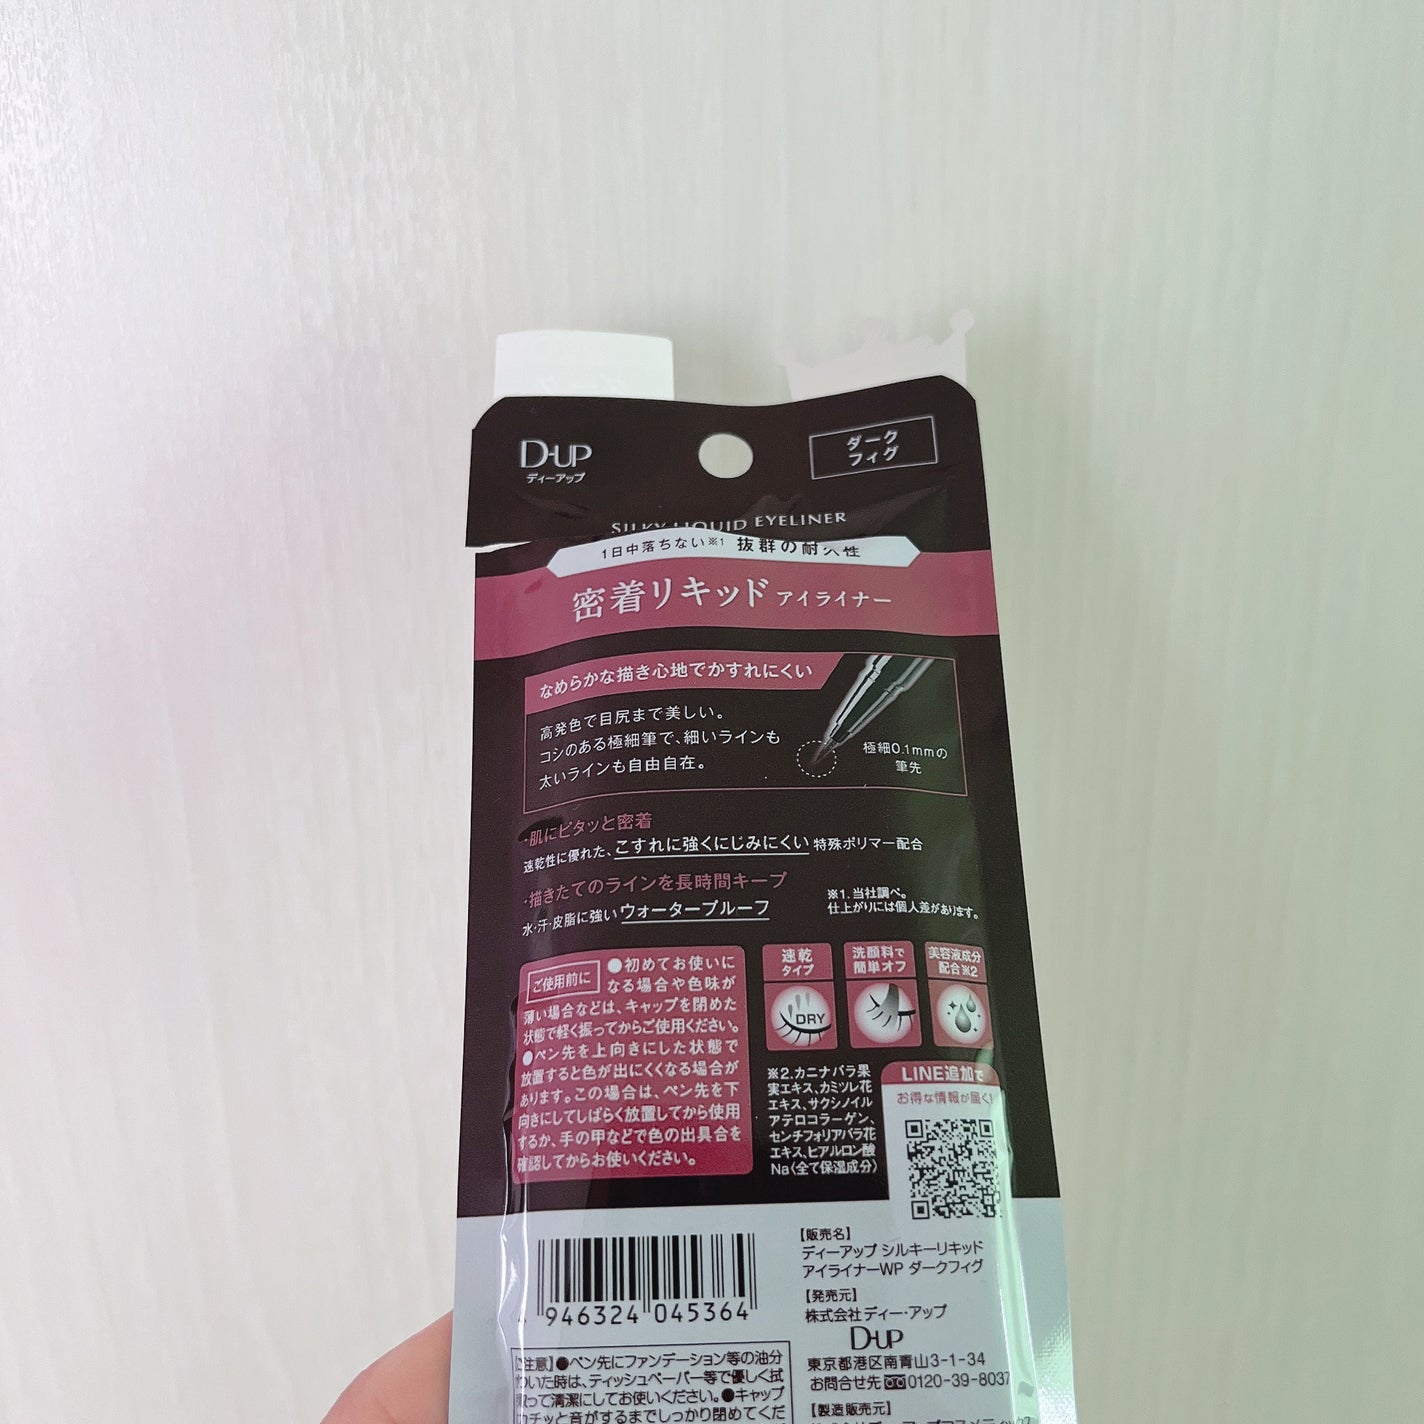 D-UP
ディーアップ
ダーク
フィグ
SILKY LIQUID EYELINER
1日中落ちない※1 抜群の耐久性
密着リキッド アイライナー
なめらかな描き心地でかすれにくい
高発色で目尻まで美しい。
コシのある極細筆で、細いラインも
太いラインも自由自在。
極細0.1mmの
筆先
・肌にピタッと密着
速乾性に優れた、こすれに強くにじみにくい 特殊ポリマー配合
・描きたてのラインを長時間キープ
水・汗・皮脂に強い ウォータープルーフ
※1.当社調べ。
仕上がりには個人差があります。
ご使用前に
●初めてお使いに
なる場合や色味が
薄い場合などは、キャップを閉めた
状態で軽く振ってからご使用ください。
●ペン先を上向きにした状態で
放置すると色が出にくくなる場合が
あります。この場合は、ペン先を下
向きにしてしばらく放置してから使用
するか、手の甲などで色の出具合を
確認してからお使いください。
速乾
タイプ
DRY
洗顔料で
簡単オフ
美容液成分
配合※2
※2.カニナバラ果
実エキス、カミツレ花
エキス、サクシノイル
アテロコラーゲン、
センチフォリアバラ花
エキス、ヒアルロン酸
Na〈全て保湿成分〉
LINE追加で
お得な情報が届く!
946324 045364
【販売名】
ディーアップ シルキーリキッド
アイライナーWP ダークフィグ
【発売元】
株式会社ディー・アップ
D-UP
東京都港区南青山3-1-34
お問合せ先 0120-39-8037
【製造販売元】
ご注意】●ペン先にファンデーション等の油分
ついた時は、ティッシュペーパー等で優しく拭
取って清潔にしてお使いください。●キャップ
カチッと音がするまでしっかり閉めてくだ